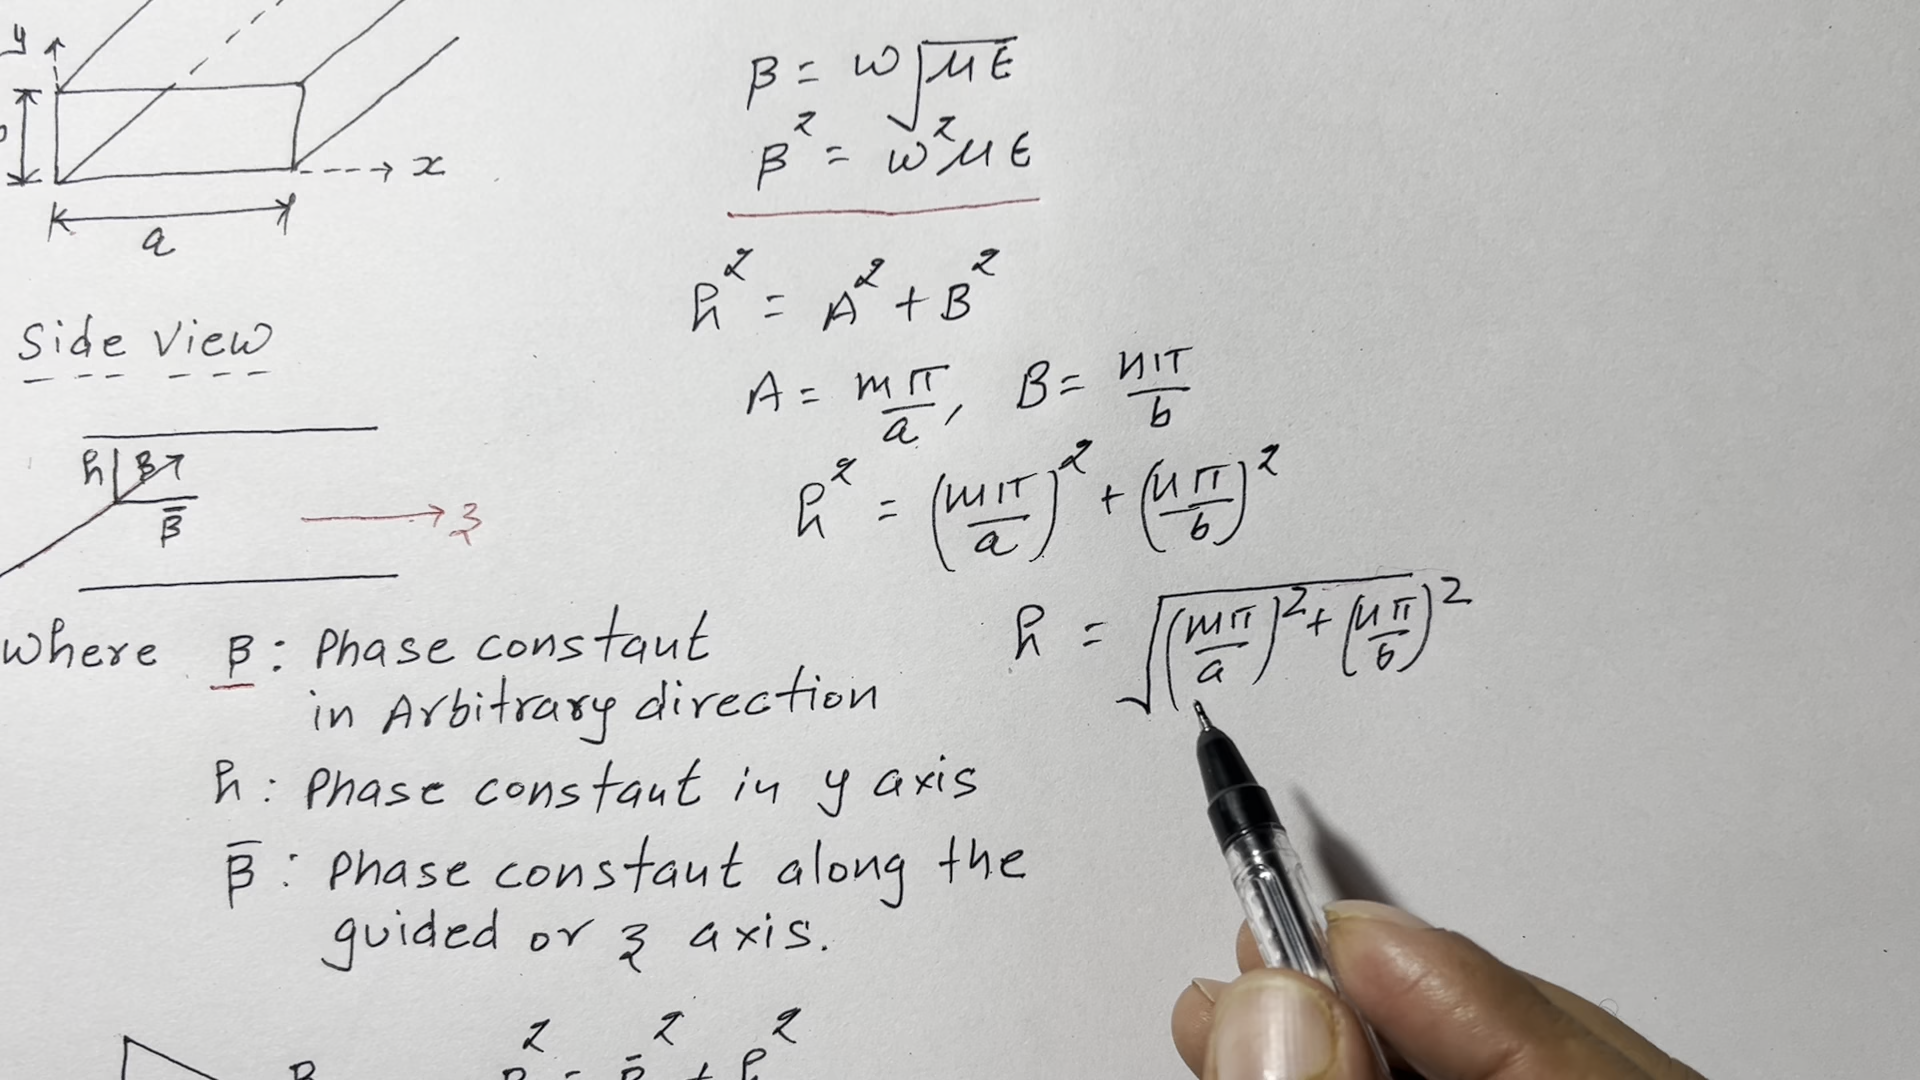 y
x
a
Side View
h β
β̅
z
where β : Phase constant
in Arbitrary direction
h : Phase constant in y axis
β̅ : Phase constant along the
guided or z axis.
β = ω√με
β² = ω²με
h² = A² + B²
A = mπ/a , B = nπ/b
h² = (mπ/a)² + (nπ/b)²
h = √(mπ/a)² + (nπ/b)²